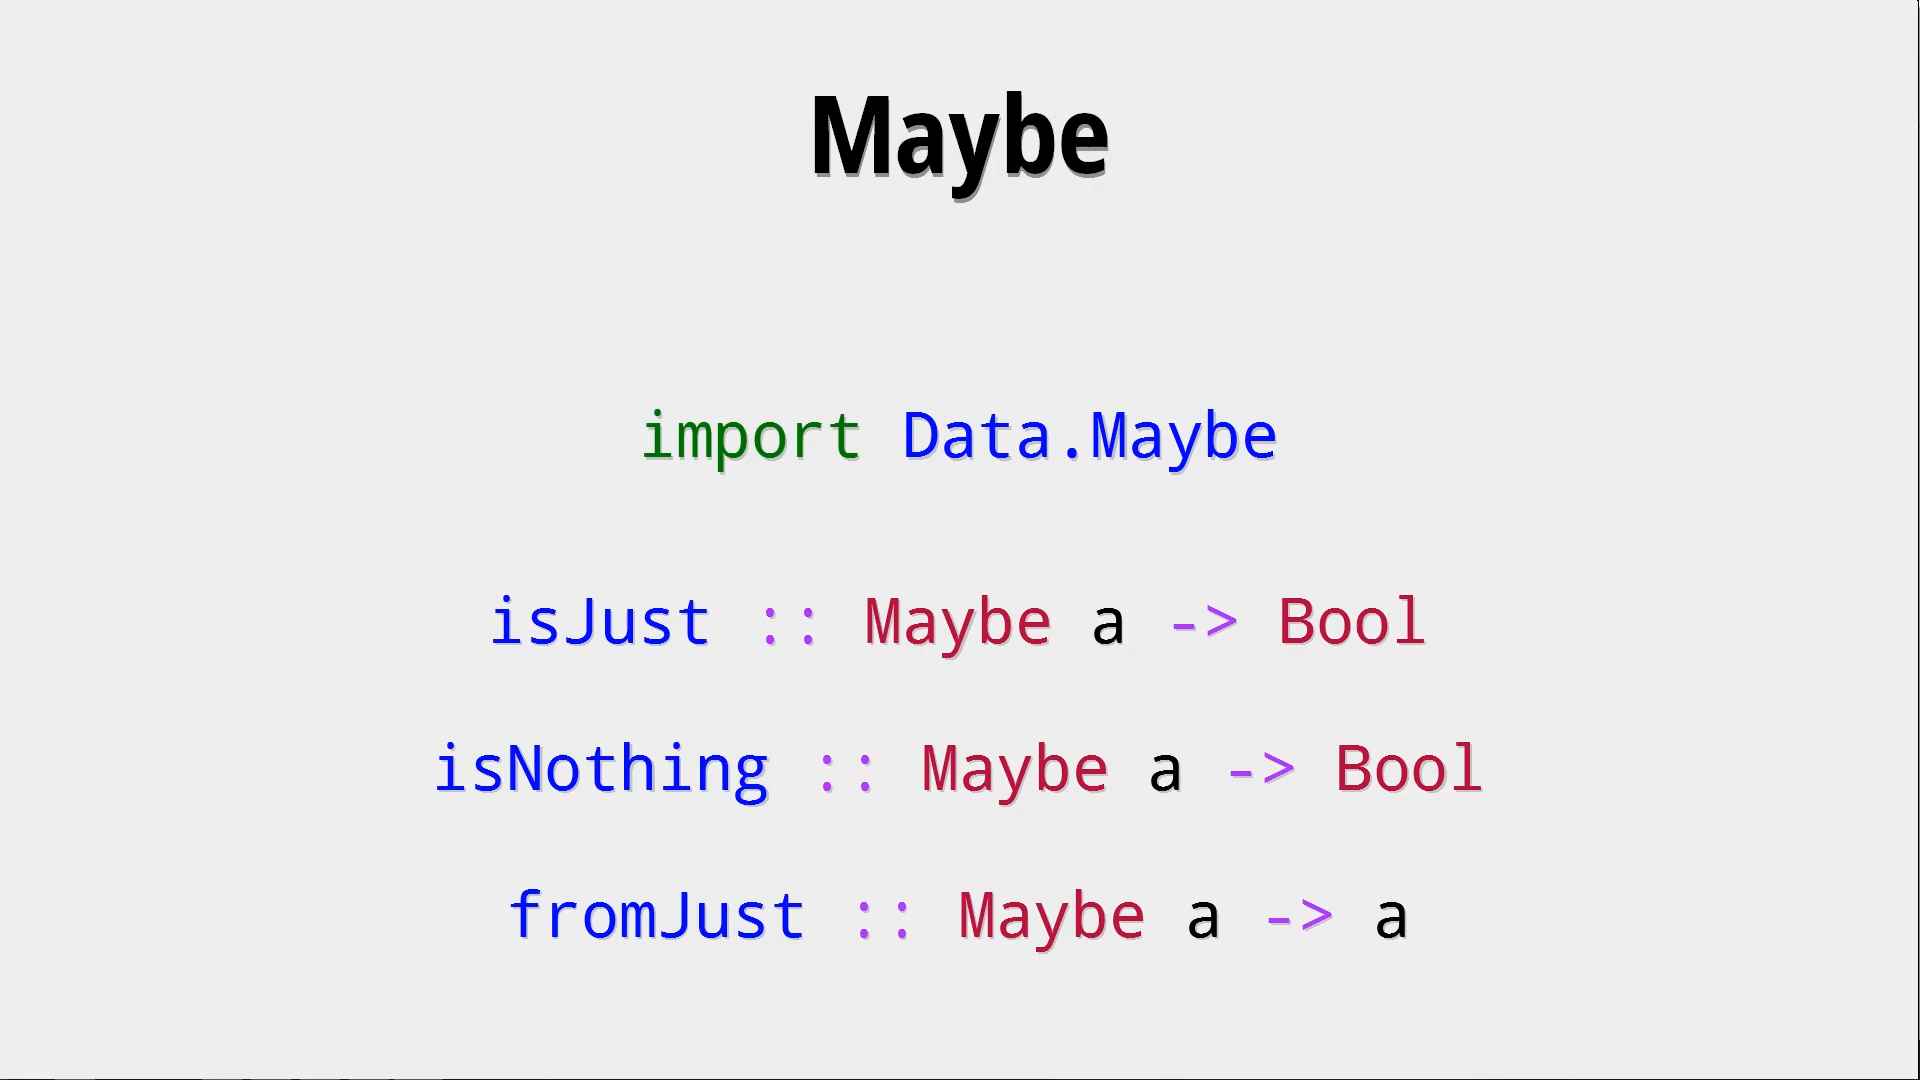 Maybe
import Data.Maybe
isJust :: Maybe a -> Bool
isNothing :: Maybe a -> Bool
fromJust :: Maybe a -> a